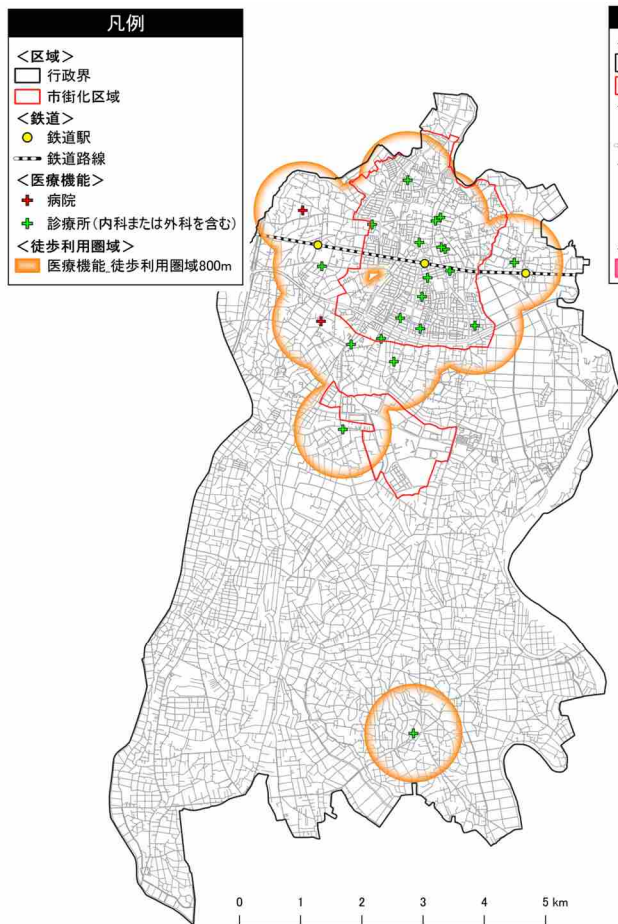 凡例
＜区域＞
行政界
市街化区域
＜鉄道＞
鉄道駅
鉄道路線
＜医療機能＞
病院
診療所（内科または外科を含む）
＜徒歩利用圏域＞
医療機能_徒歩利用圏域800m
0 1 2 3 4 5 km